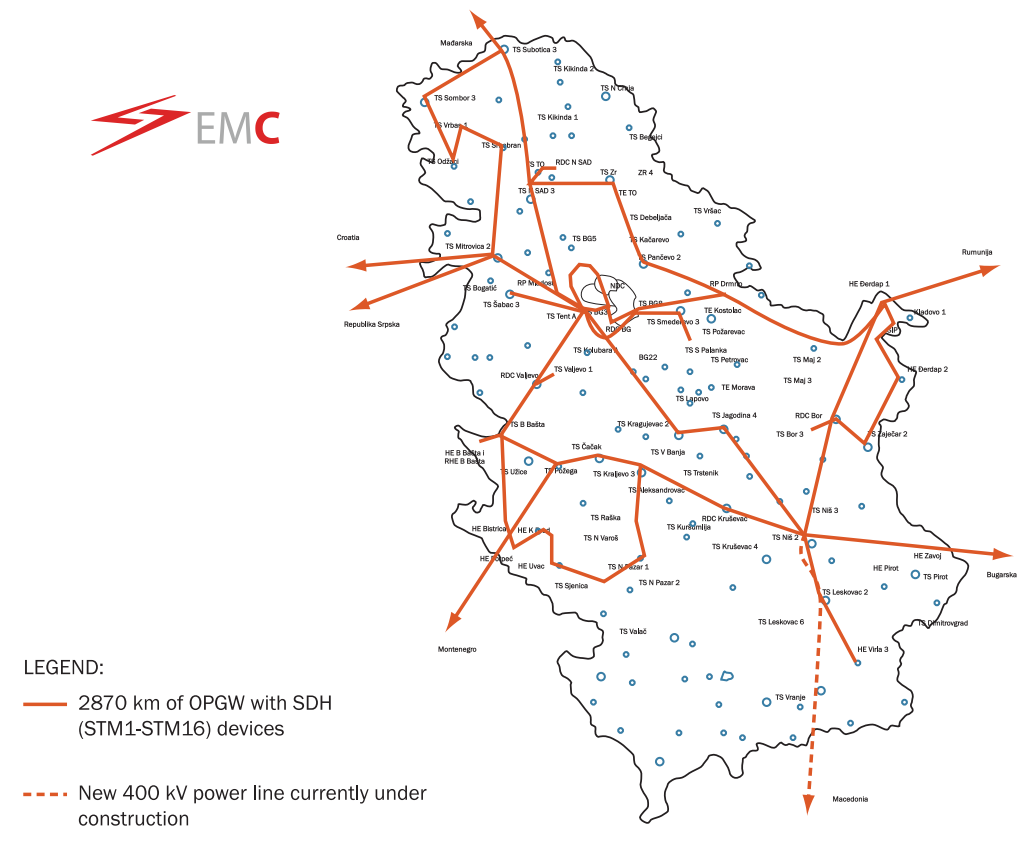 Mađarska
TS Subotica 3
TS Kikinda 2
TS N Crnja
TS Sombor 3
TS Kikinda 1
TS Vrbas 1
TS Begejci
TS Srbobran
TS Odžaci
TS TO
RDC N SAD
TS Zr
ZR 4
TE TO
TS N SAD 3
TS Debeljača
TS Vršac
Croatia
TS Mitrovica 2
TS BG5
TS Kačarevo
TS Pančevo 2
Rumunija
TS Bogatić
NDC
RP Drmno
HE Đerdap 1
TS Šabac 3
TS BG8
TE Kostolac
Kladovo 1
Republika Srpska
TS Tent A
TS Smederevo 3
RDC BG
TS Požarevac
SIP
TS S Palanka
TS Kolubara
BG22
TS Petrovac
TS Maj 2
RDC Valjevo
TS Valjevo 1
TS Maj 3
HE Đerdap 2
TE Morava
TS Lapovo
TS B Bašta
TS Kragujevac 2
TS Jagodina 4
RDC Bor
TS Bor 3
TS Zaječar 2
HE B Bašta i
RHE B Bašta
TS Čačak
TS V Banja
TS Užice
TS Požega
TS Kraljevo 3
TS Trstenik
TS Aleksandrovac
TS Raška
RDC Kruševac
TS Niš 3
HE Bistrica
TS Kuršumlija
TS N Varoš
TS Niš 2
TS Kruševac 4
HE Zavoj
HE Uvac
TS N Pazar 1
HE Pirot
TS Pirot
Bugarska
TS Sjenica
TS N Pazar 2
TS Leskovac 2
TS Leskovac 6
TS Dimitrovgrad
TS Valač
Montenegro
HE Vrla 3
TS Vranje
Macedonia
EMC
LEGEND:
2870 km of OPGW with SDH
(STM1-STM16) devices
New 400 kV power line currently under
construction